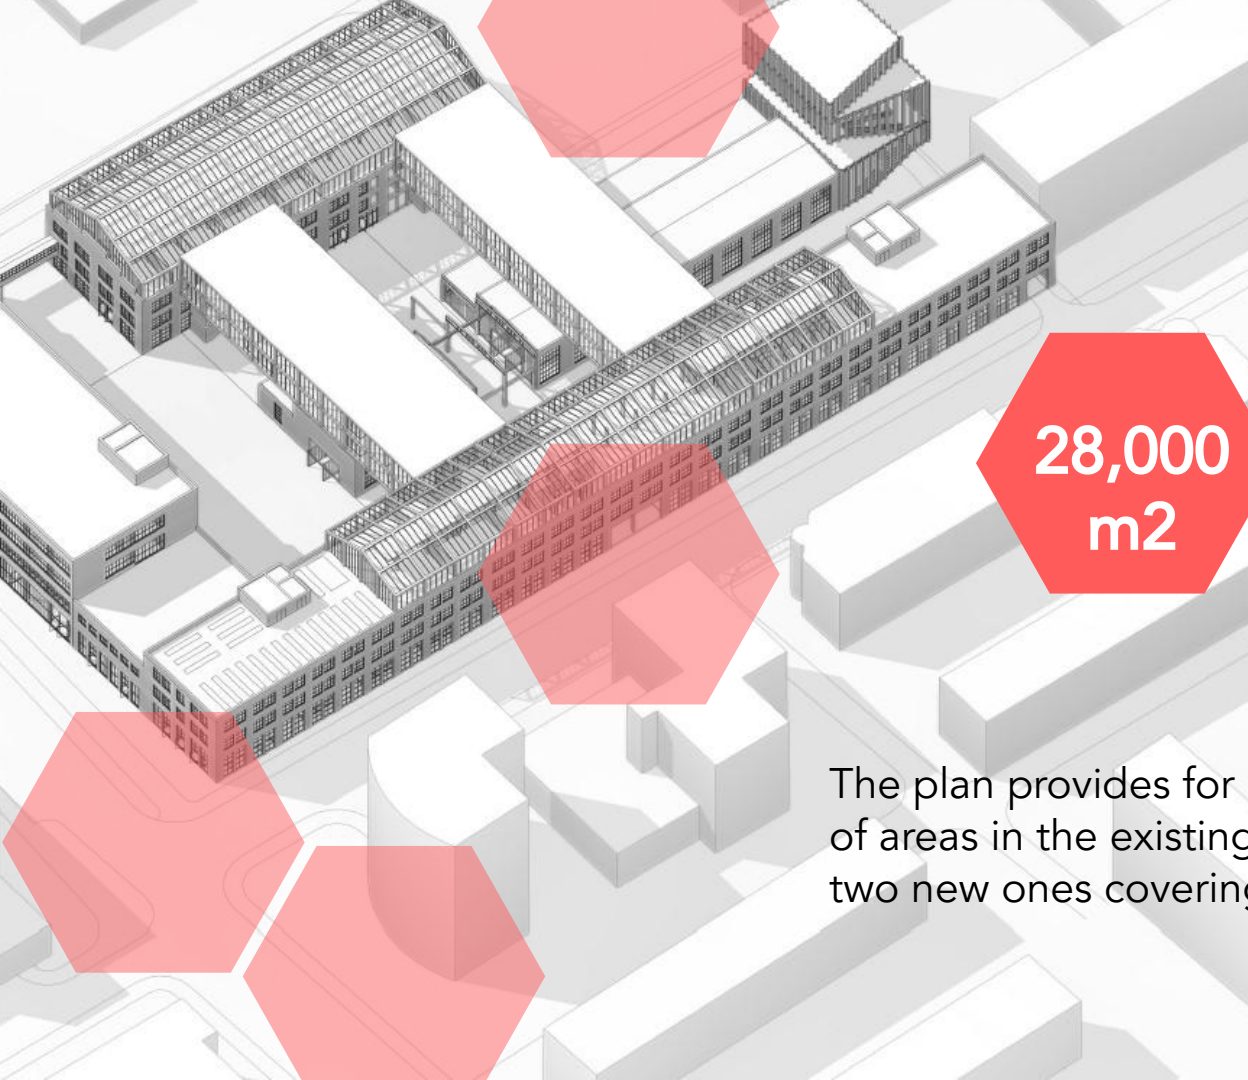 28,000
m2
The plan provides for
of areas in the existing
two new ones covering